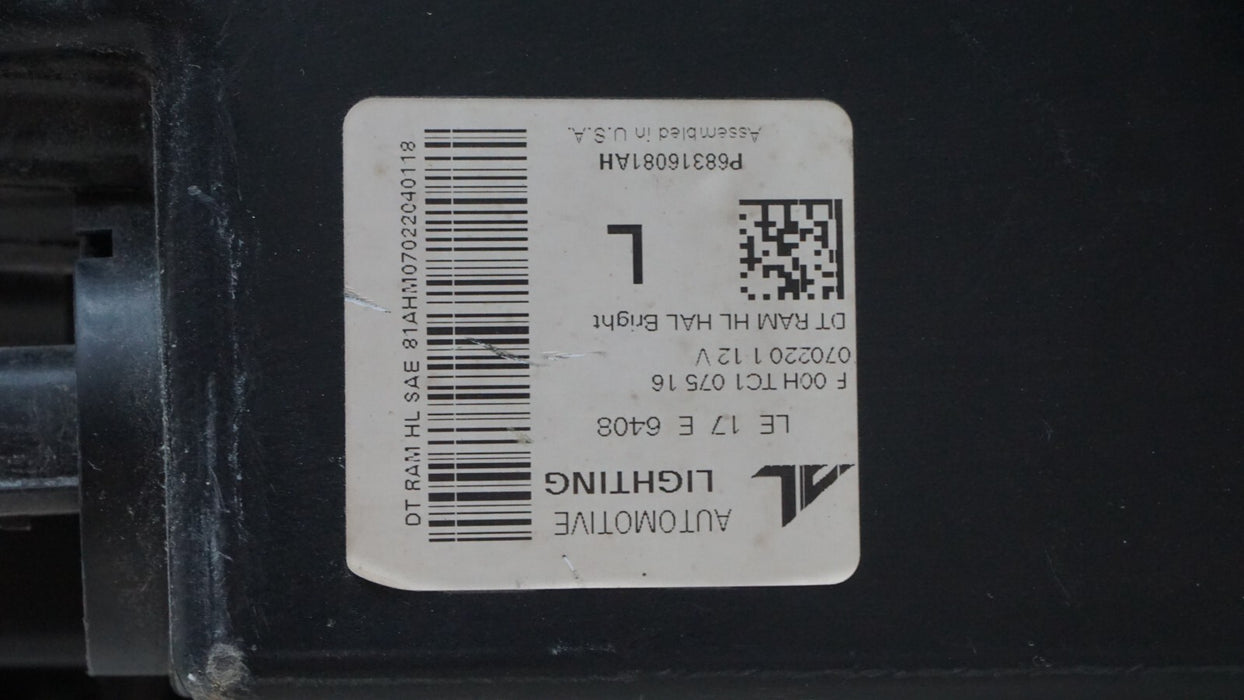 AUTOMOTIVE
LIGHTING
LE 17 E 6408
F 00H TC1 075 16
070220 1 12 V
DT RAM HL HAL Bright
L
P68316081AH
Assembled in U.S.A.
DT RAM HL SAE 81AHM070220040118